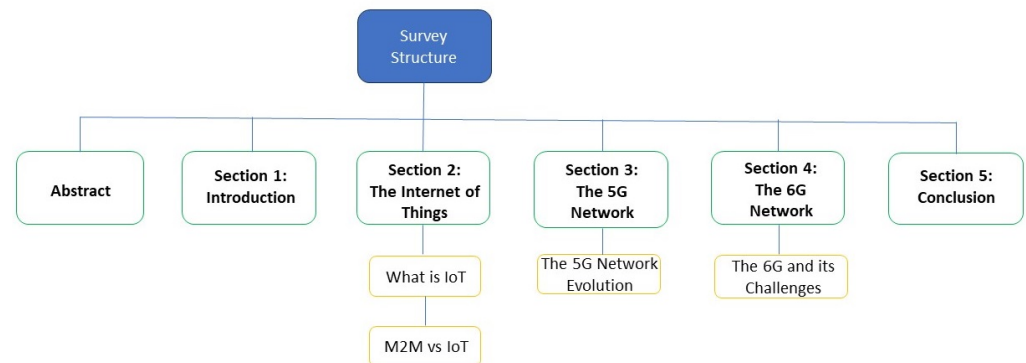 Survey
Structure
Abstract
Section 1:
Introduction
Section 2:
The Internet of
Things
Section 3:
The 5G
Network
Section 4:
The 6G
Network
Section 5:
Conclusion
What is IoT
M2M vs IoT
The 5G Network
Evolution
The 6G and its
Challenges